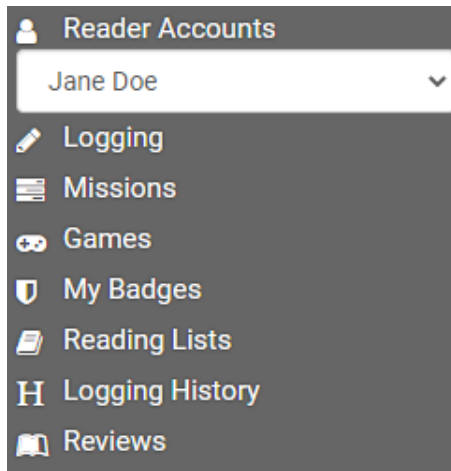 Reader Accounts
Jane Doe
Logging
Missions
Games
My Badges
Reading Lists
H Logging History
Reviews